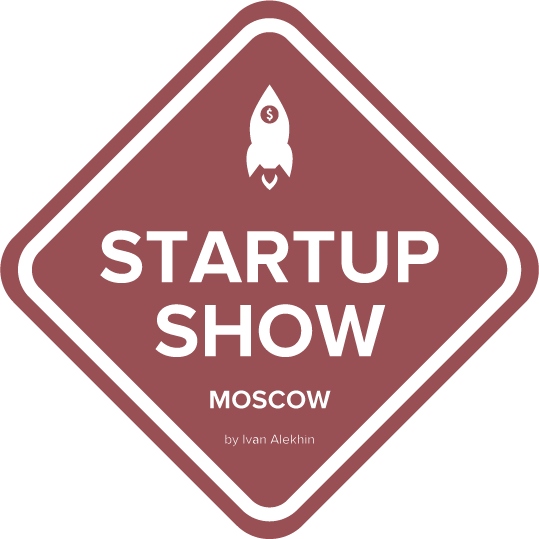 $
STARTUP
SHOW
MOSCOW
by Ivan Alekhin